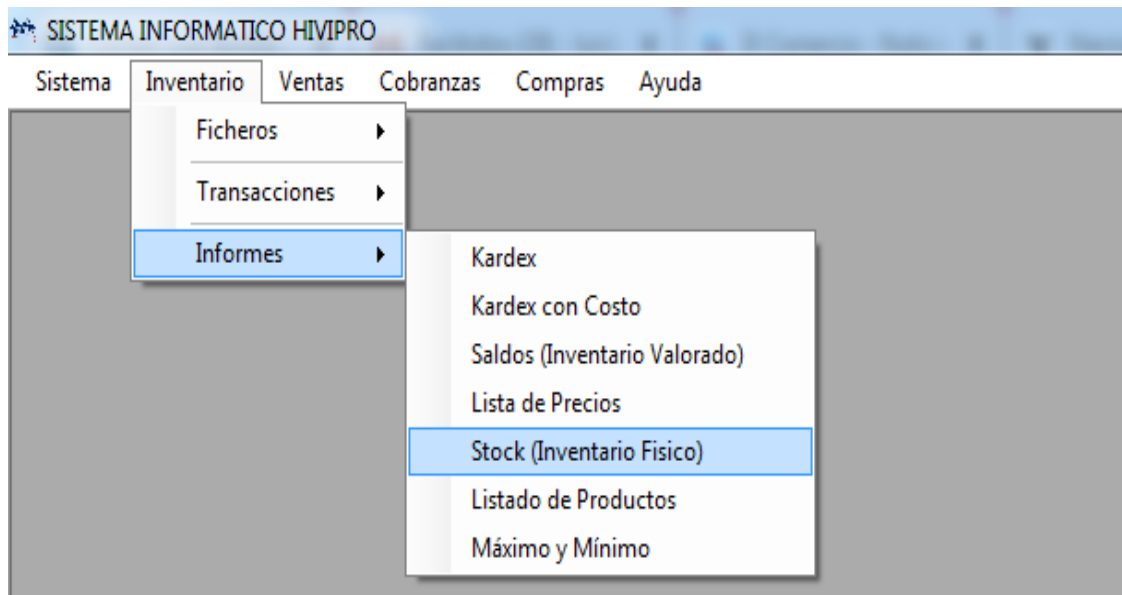 SISTEMA INFORMATICO HIVIPRO
Sistema Inventario Ventas Cobranzas Compras Ayuda
Ficheros
Transacciones
Informes
Kardex
Kardex con Costo
Saldos (Inventario Valorado)
Lista de Precios
Stock (Inventario Fisico)
Listado de Productos
Máximo y Mínimo